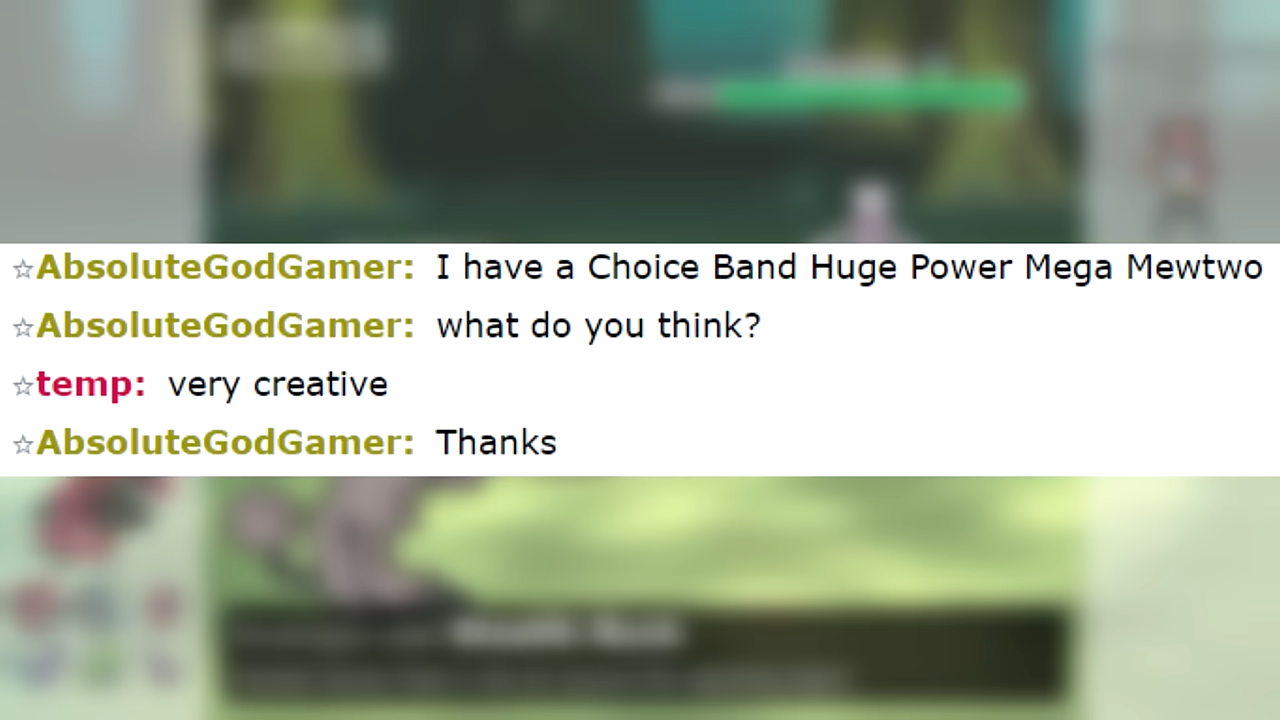 ☆AbsoluteGodGamer: I have a Choice Band Huge Power Mega Mewtwo
☆AbsoluteGodGamer: what do you think?
☆temp: very creative
☆AbsoluteGodGamer: Thanks